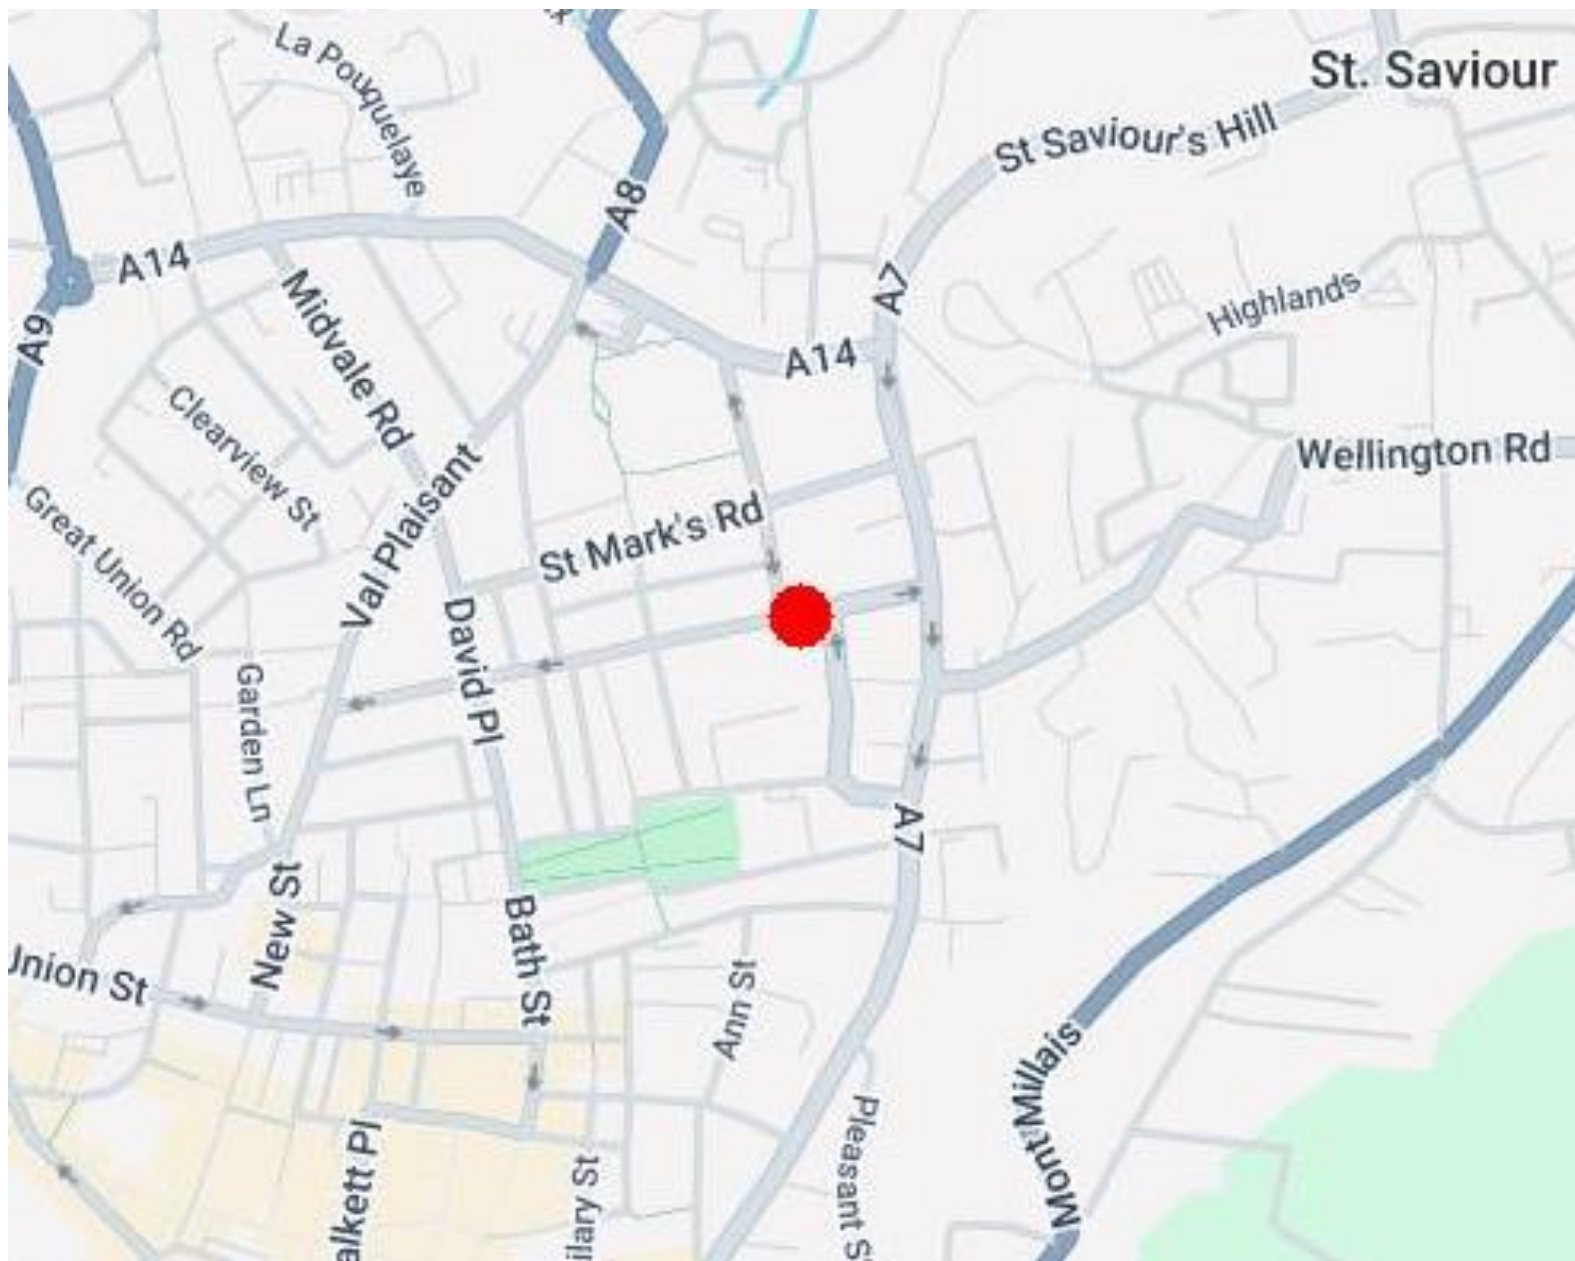 La Pouquelaye
St. Saviour
St Saviour's Hill
A8
A14
A7
A9
Midvale Rd
Highlands
A14
Clearview St
Wellington Rd
Val Plaisant
St Mark's Rd
Great Union Rd
David Pl
Garden Ln
A7
New St
Bath St
Union St
Ann St
Mont Millais
Pleasant S
alkett Pl
ilary St